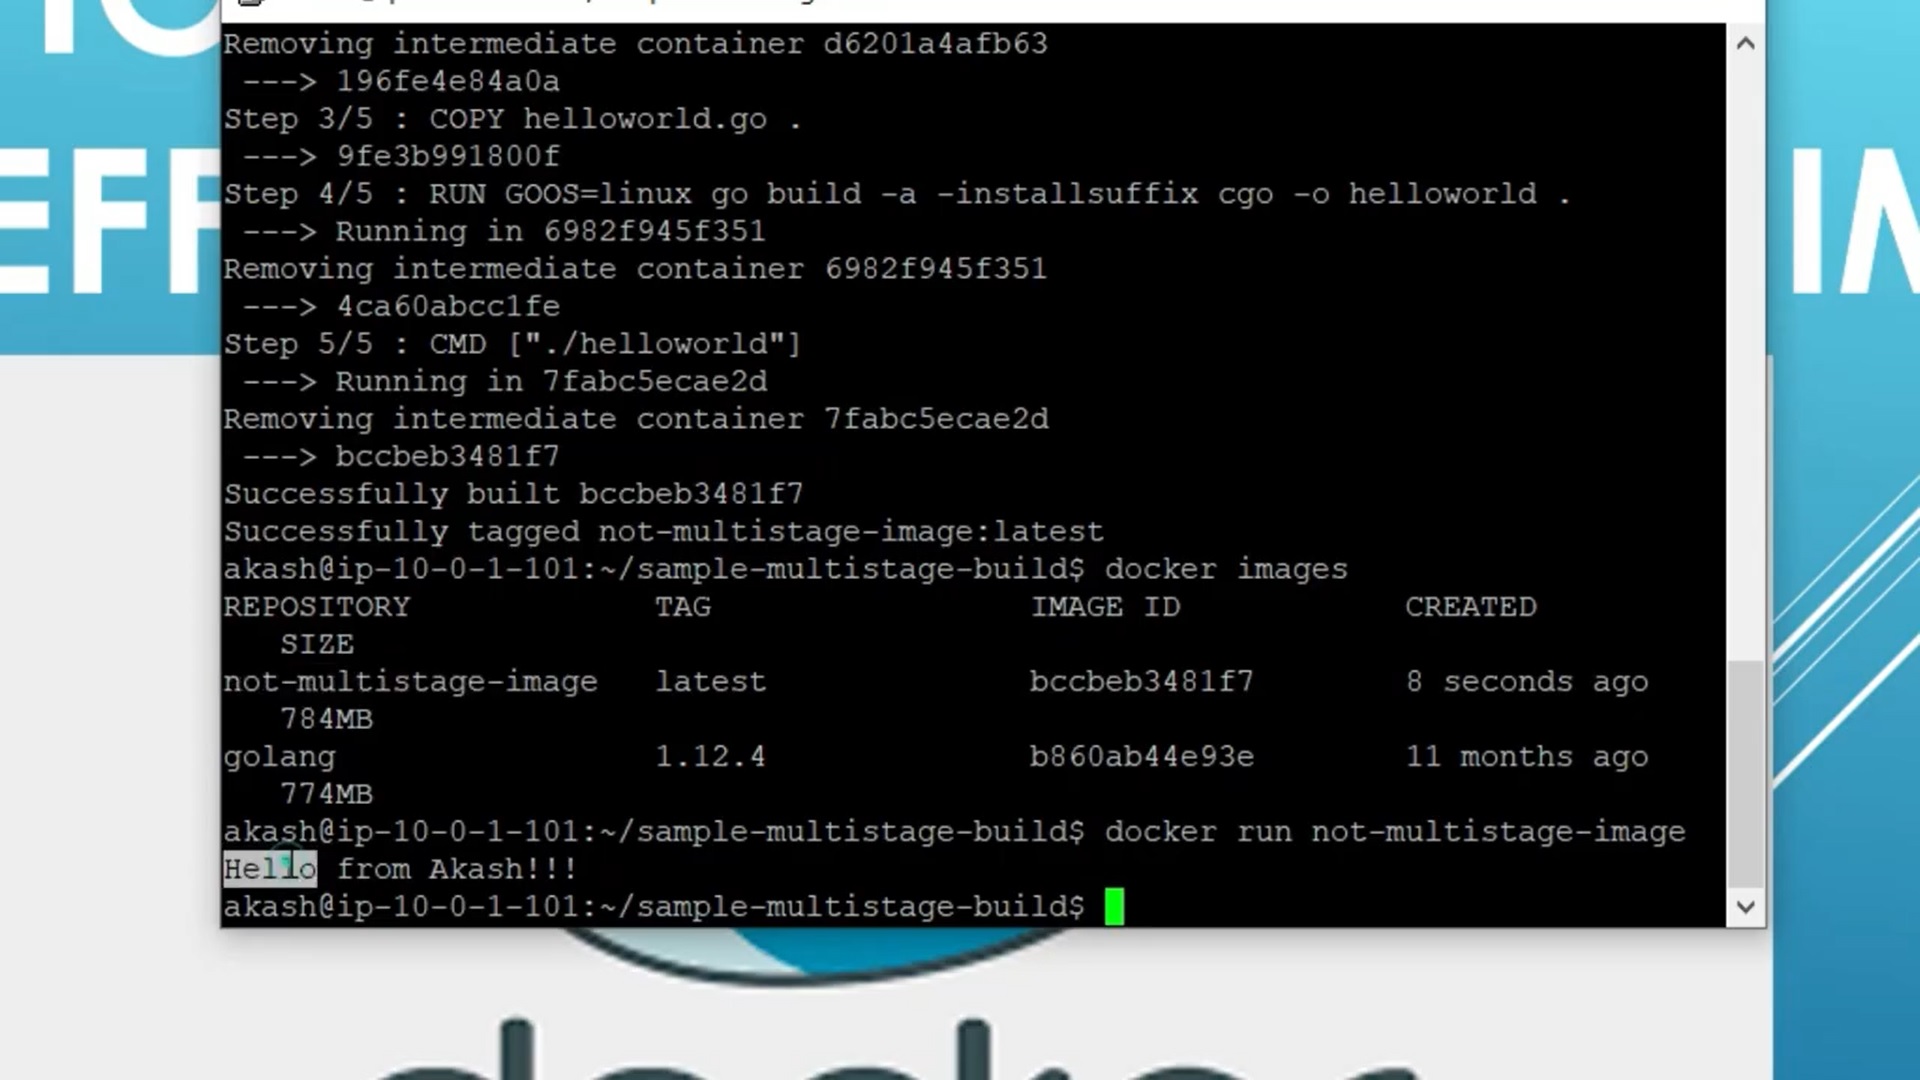 Removing intermediate container d6201a4afb63
---> 196fe4e84a0a
Step 3/5 : COPY helloworld.go .
---> 9fe3b991800f
Step 4/5 : RUN GOOS=linux go build -a -installsuffix cgo -o helloworld .
---> Running in 6982f945f351
Removing intermediate container 6982f945f351
---> 4ca60abcc1fe
Step 5/5 : CMD ["./helloworld"]
---> Running in 7fabc5ecae2d
Removing intermediate container 7fabc5ecae2d
---> bccbeb3481f7
Successfully built bccbeb3481f7
Successfully tagged not-multistage-image:latest
akash@ip-10-0-1-101:~/sample-multistage-build$ docker images
REPOSITORY TAG IMAGE ID CREATED
SIZE
not-multistage-image latest bccbeb3481f7 8 seconds ago
784MB
golang 1.12.4 b860ab44e93e 11 months ago
774MB
akash@ip-10-0-1-101:~/sample-multistage-build$ docker run not-multistage-image
Hello from Akash!!!
akash@ip-10-0-1-101:~/sample-multistage-build$
docker